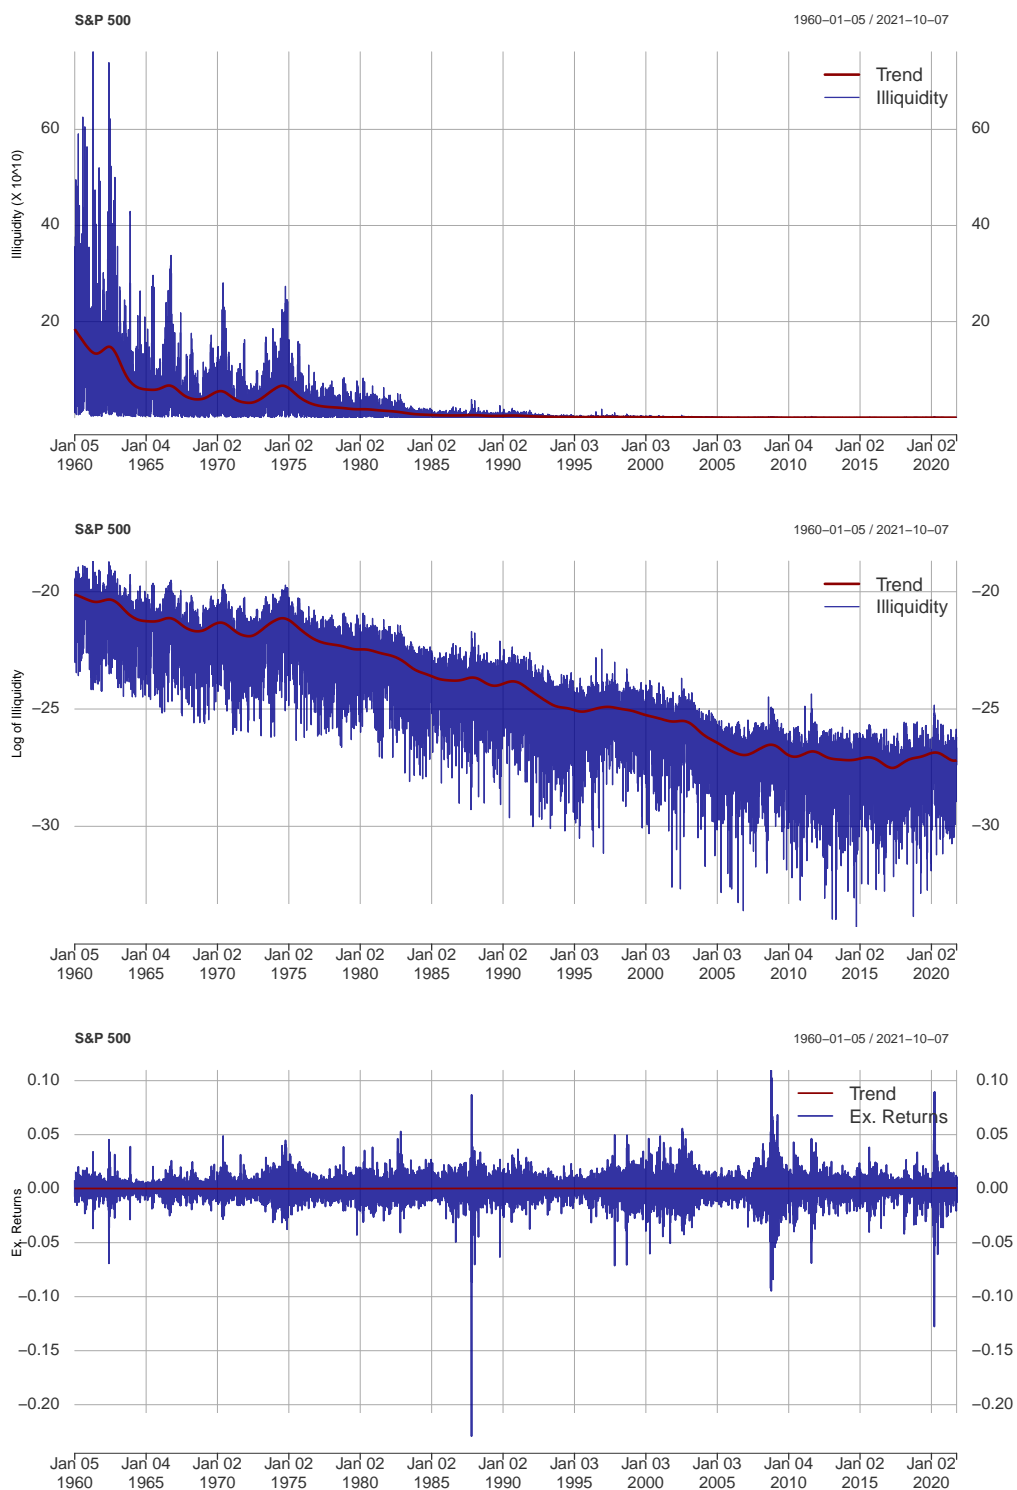 S&P 500 1960−01−05 / 2021−10−07
Trend
Illiquidity
Illiquidity (X 10^10)
60 60
40 40
20 20
Jan 05 Jan 04 Jan 02 Jan 02 Jan 02 Jan 02 Jan 02 Jan 03 Jan 03 Jan 03 Jan 04 Jan 02 Jan 02
1960 1965 1970 1975 1980 1985 1990 1995 2000 2005 2010 2015 2020
S&P 500 1960−01−05 / 2021−10−07
Trend
Illiquidity
Log of Illiquidity
−20 −20
−25 −25
−30 −30
Jan 05 Jan 04 Jan 02 Jan 02 Jan 02 Jan 02 Jan 02 Jan 03 Jan 03 Jan 03 Jan 04 Jan 02 Jan 02
1960 1965 1970 1975 1980 1985 1990 1995 2000 2005 2010 2015 2020
S&P 500 1960−01−05 / 2021−10−07
Trend
Ex. Returns
Ex. Returns
0.10 0.10
0.05 0.05
0.00 0.00
−0.05 −0.05
−0.10 −0.10
−0.15 −0.15
−0.20 −0.20
Jan 05 Jan 04 Jan 02 Jan 02 Jan 02 Jan 02 Jan 02 Jan 03 Jan 03 Jan 03 Jan 04 Jan 02 Jan 02
1960 1965 1970 1975 1980 1985 1990 1995 2000 2005 2010 2015 2020